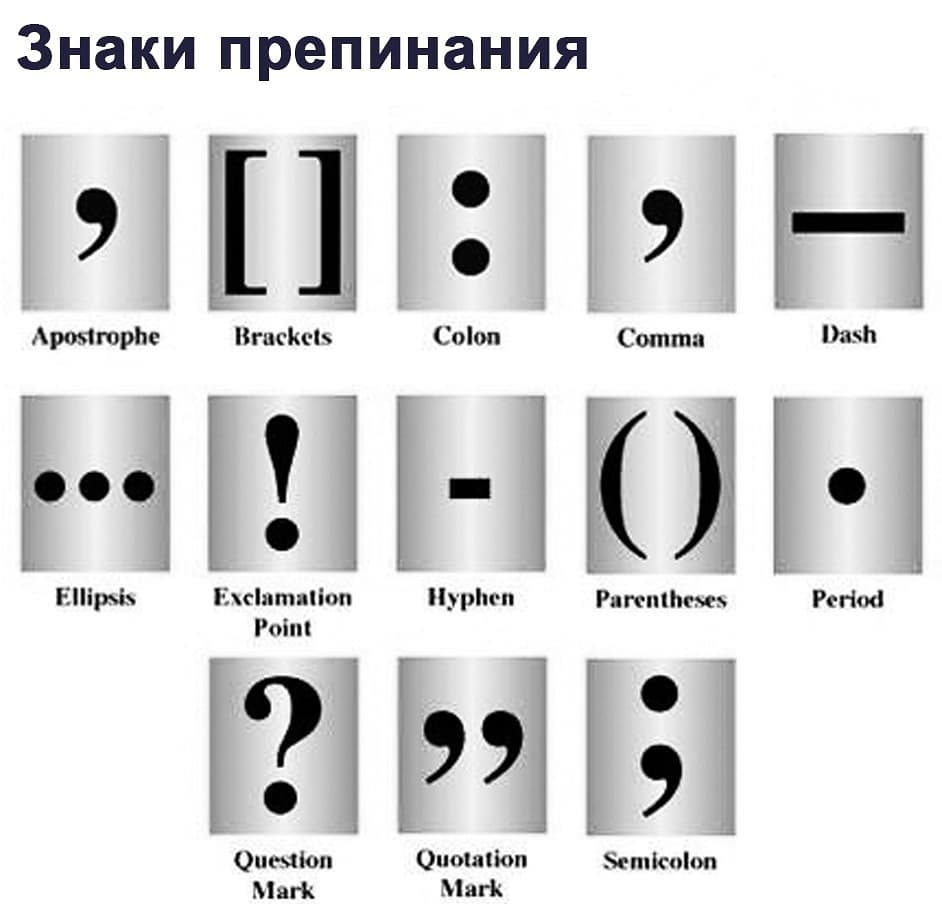 Знаки препинания
Apostrophe Brackets Colon Comma Dash
Ellipsis Exclamation Point Hyphen Parentheses Period
Question Mark Quotation Mark Semicolon